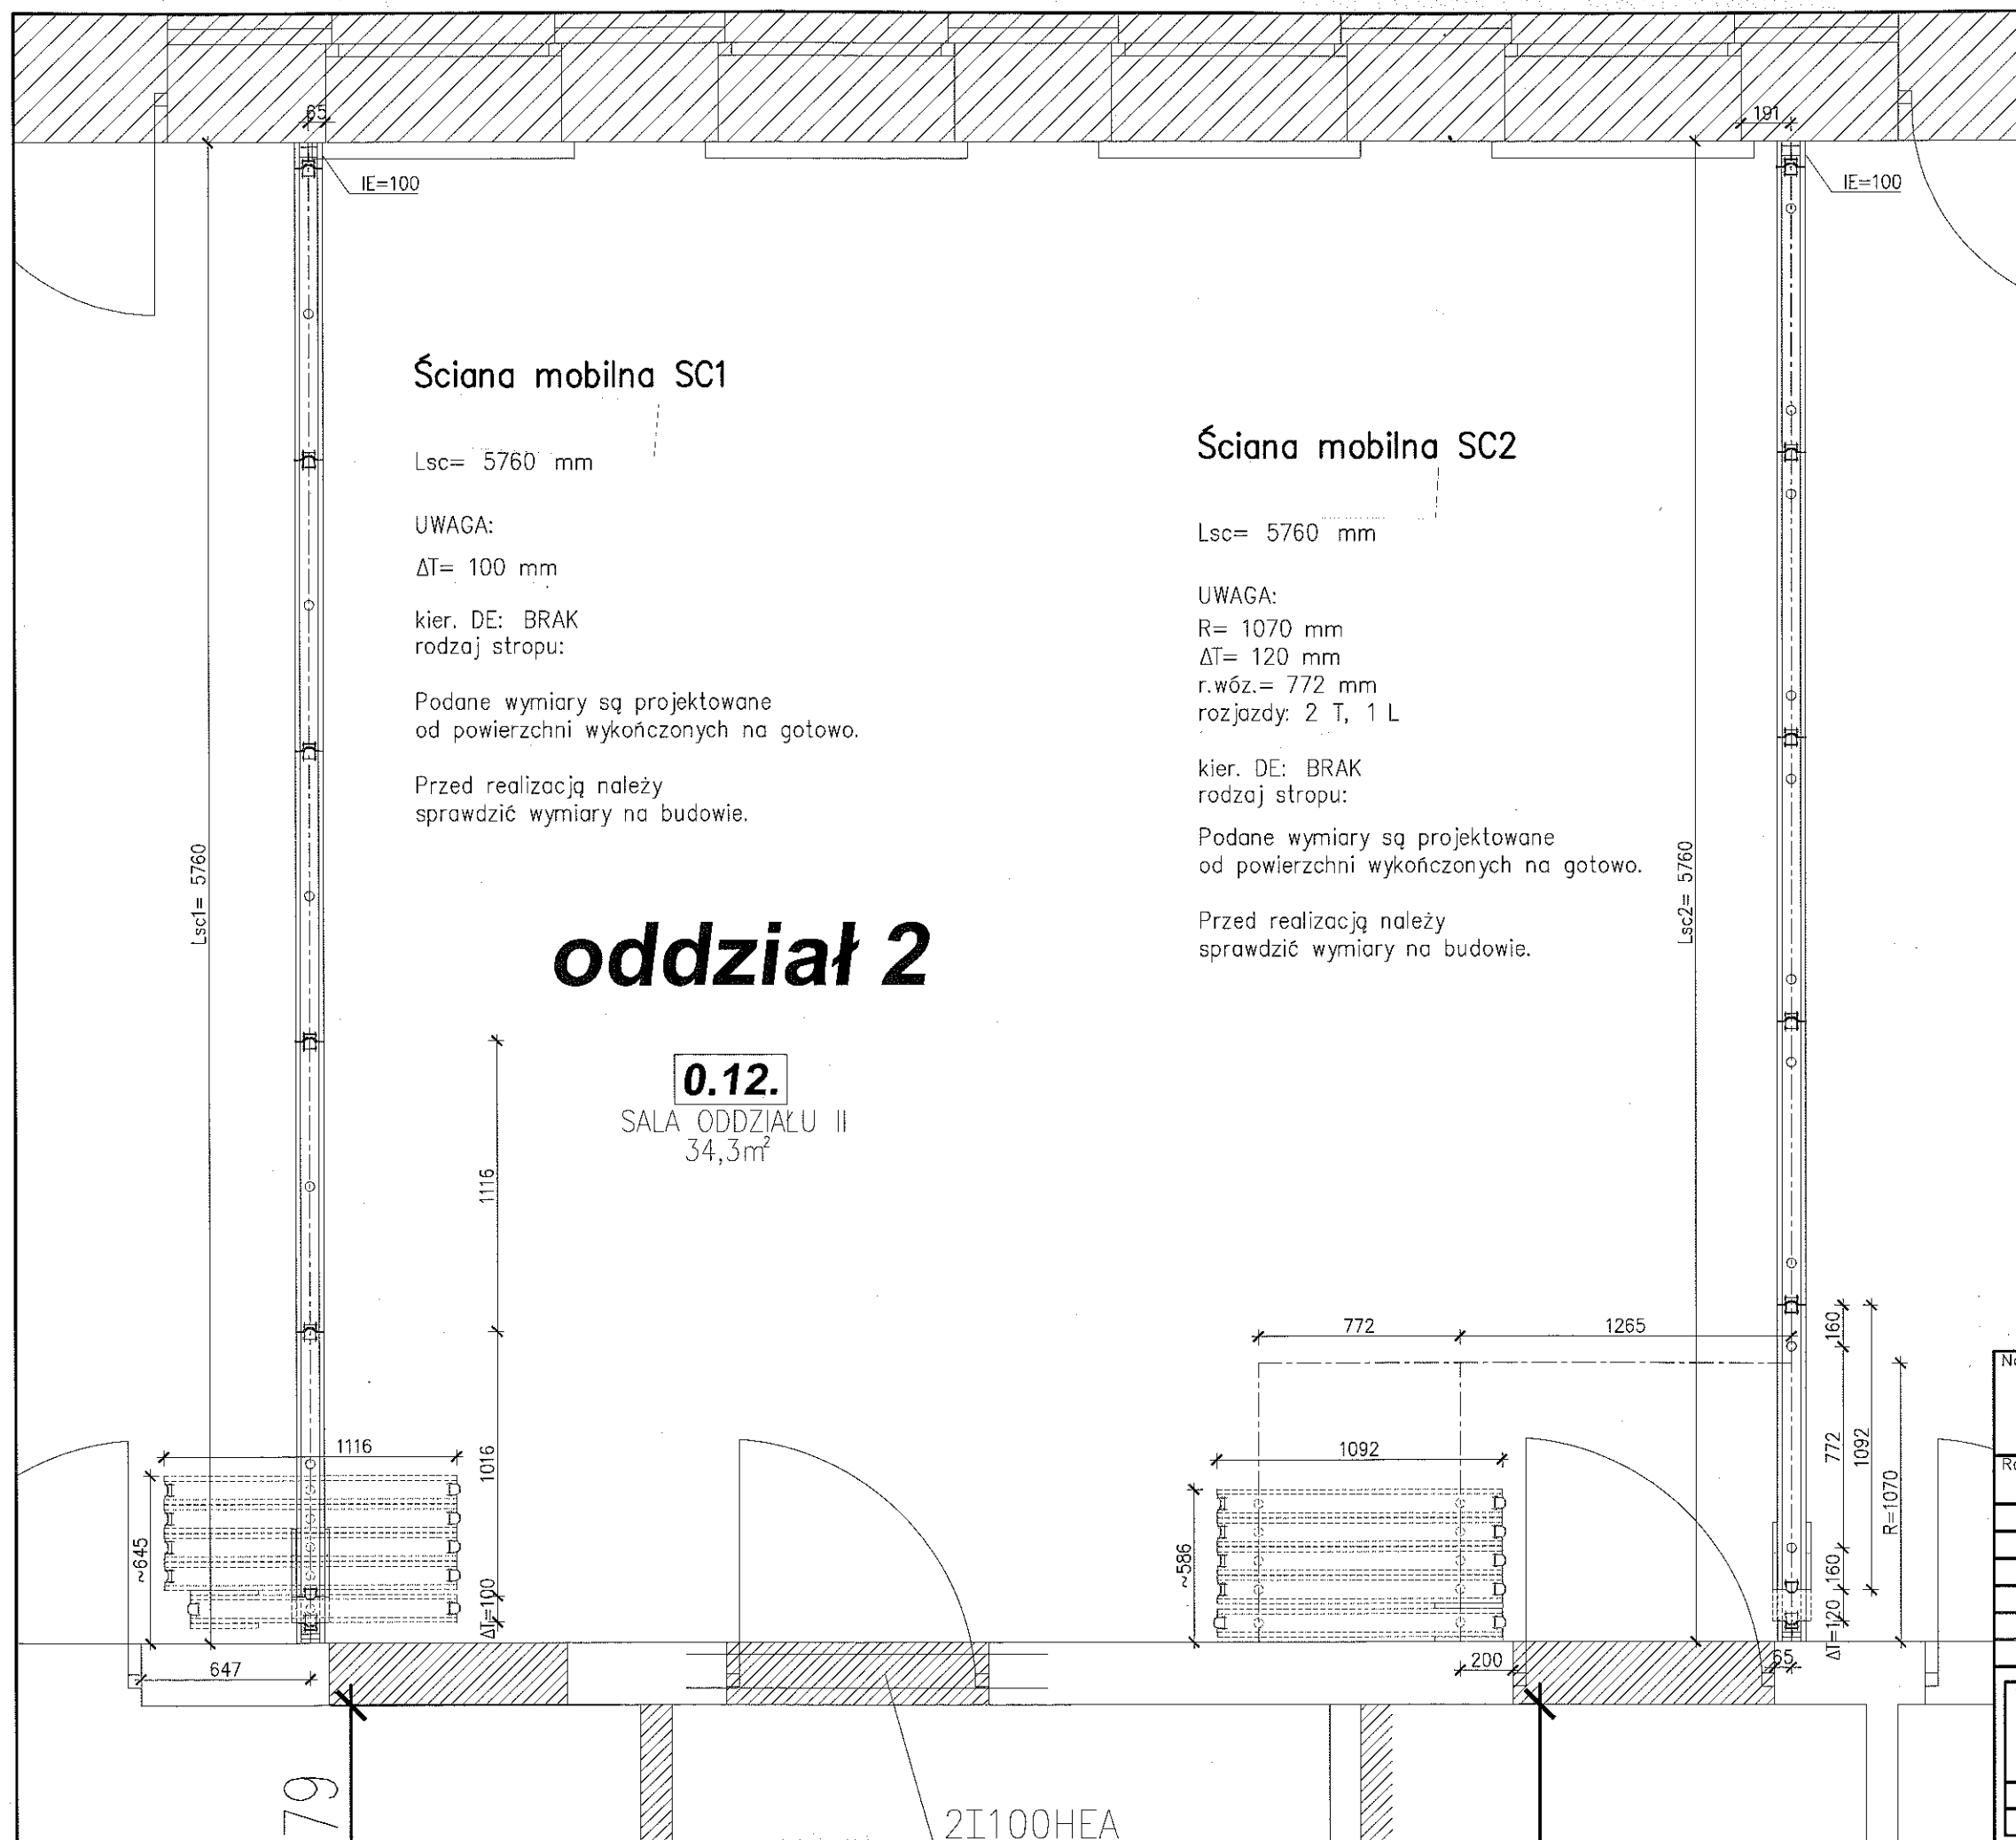 65
191
IE=100
IE=100
Ściana mobilna SC1
Lsc= 5760 mm
UWAGA:
ΔT= 100 mm
kier. DE: BRAK
rodzaj stropu:
Podane wymiary są projektowane
od powierzchni wykończonych na gotowo.
Przed realizacją należy
sprawdzić wymiary na budowie.
Ściana mobilna SC2
Lsc= 5760 mm
UWAGA:
R= 1070 mm
ΔT= 120 mm
r.wóz.= 772 mm
rozjazdy: 2 T, 1 L
kier. DE: BRAK
rodzaj stropu:
Podane wymiary są projektowane
od powierzchni wykończonych na gotowo.
Przed realizacją należy
sprawdzić wymiary na budowie.
Lsc1= 5760
Lsc2= 5760
oddział 2
0.12.
SALA ODDZIAŁU II
34,3m²
1116
772
1265
160
1116
1016
1092
772
1092
R=1070
~645
~586
ΔT=100
160
ΔT=120
647
200
65
79
2I100HEA